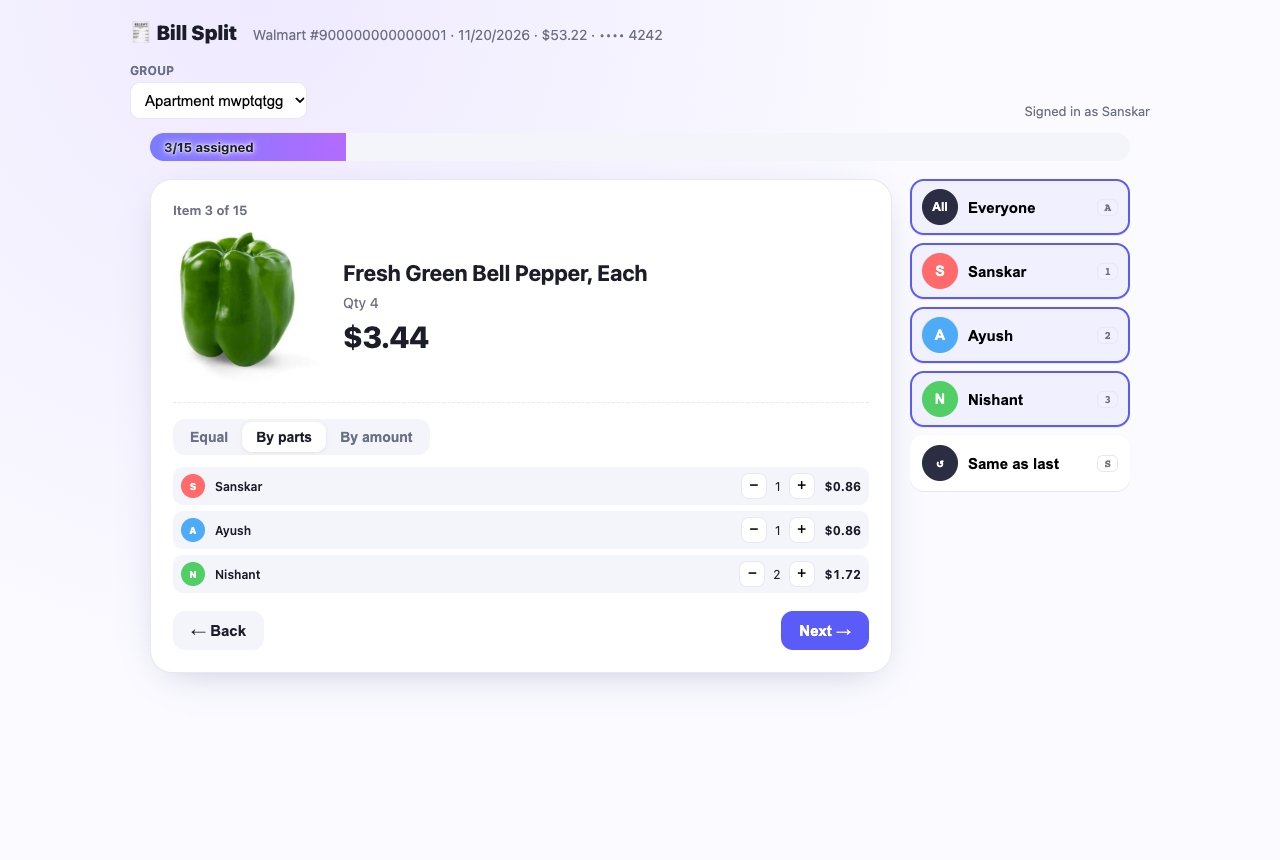 Bill Split
Walmart #900000000000001 · 11/20/2026 · $53.22 · •••• 4242
GROUP
Apartment mwptqtgg
Signed in as Sanskar
3/15 assigned
Item 3 of 15
Fresh Green Bell Pepper, Each
Qty 4
$3.44
Equal By parts By amount
S Sanskar − 1 + $0.86
A Ayush − 1 + $0.86
N Nishant − 2 + $1.72
← Back Next →
All Everyone A
S Sanskar 1
A Ayush 2
N Nishant 3
↺ Same as last S